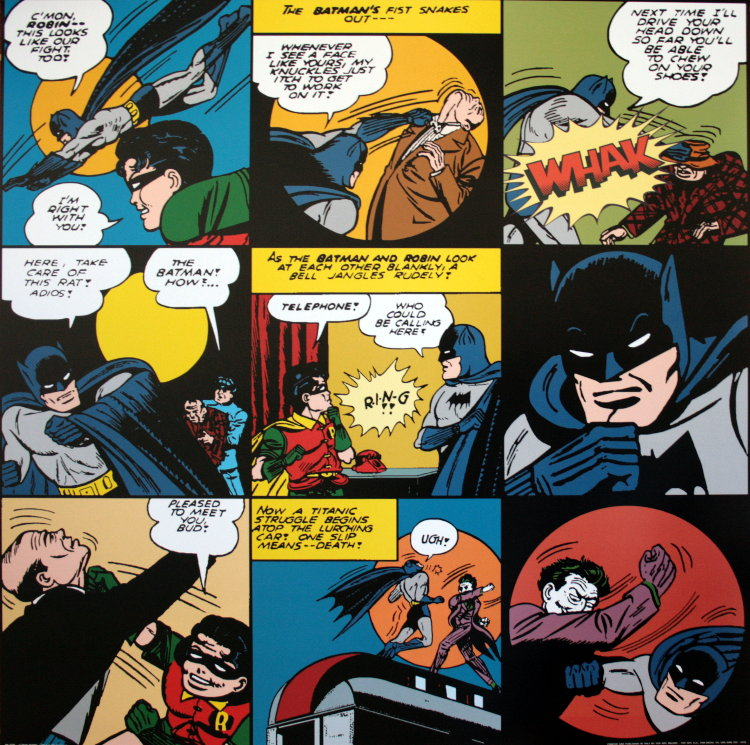 C'MON,
ROBIN--
THIS LOOKS
LIKE OUR
FIGHT,
TOO!
I'M
RIGHT
WITH
YOU!
THE BATMAN'S FIST SNAKES
OUT---
WHENEVER
I SEE A FACE
LIKE YOURS, MY
KNUCKLES JUST
ITCH TO GET
TO WORK
ON IT!
NEXT TIME I'LL
DRIVE YOUR
HEAD DOWN
SO FAR YOU'LL
BE ABLE
TO CHEW
ON YOUR
SHOES!
WHAK
HERE, TAKE
CARE OF
THIS RAT!
ADIOS!
THE
BATMAN!
HOW?...
AS THE BATMAN AND ROBIN LOOK
AT EACH OTHER BLANKLY, A
BELL JANGLES RUDELY!
TELEPHONE!
WHO
COULD
BE CALLING
HERE?
R-I-N-G
!!
PLEASED
TO MEET
YOU,
BUD!
R
NOW A TITANIC
STRUGGLE BEGINS
ATOP THE LURCHING
CAR! ONE SLIP
MEANS--DEATH!
UGH!